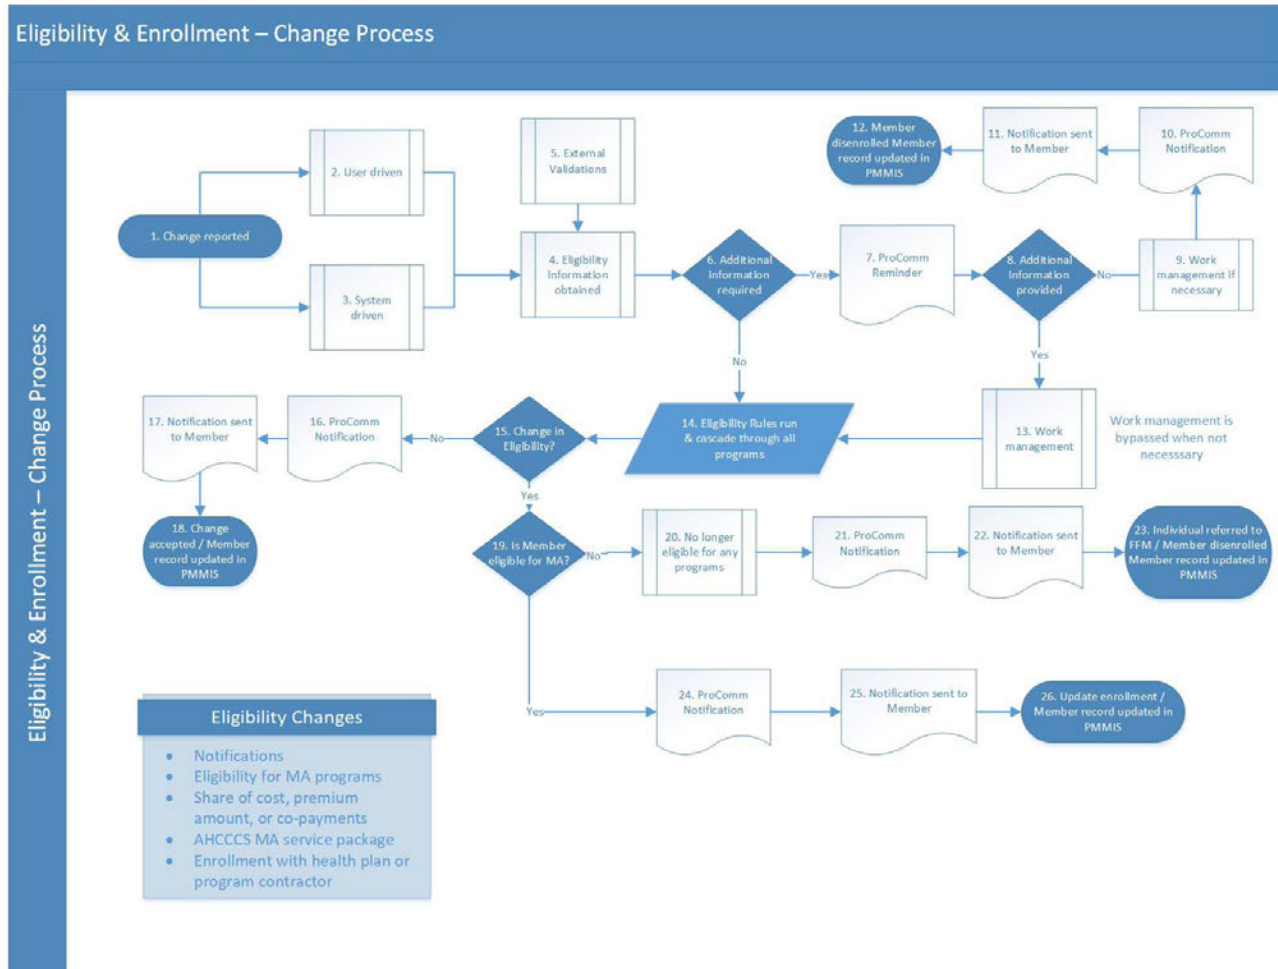 Eligibility & Enrollment – Change Process
Eligibility & Enrollment – Change Process
1. Change reported
2. User driven
3. System
driven
5. External
Validations
4. Eligibility
Information
obtained
6. Additional
Information
required
Yes
7. ProComm
Reminder
8. Additional
Information
provided
No
9. Work
management if
necessary
10. ProComm
Notification
11. Notification sent
to Member
12. Member
disenrolled Member
record updated in
PMMIS
No
Yes
13. Work
management
Work management is
bypassed when not
necesssary
14. Eligibility Rules run
& cascade through all
programs
15. Change in
Eligibility?
No
16. ProComm
Notification
17. Notification sent
to Member
18. Change
accepted / Member
record updated in
PMMIS
Yes
19. Is Member
eligible for MA?
No
20. No longer
eligible for any
programs
21. ProComm
Notification
22. Notification sent
to Member
23. Individual referred to
FFM / Member disenrolled
Member record updated in
PMMIS
Yes
24. ProComm
Notification
25. Notification sent to
Member
26. Update enrollment /
Member record updated in
PMMIS
Eligibility Changes
• Notifications
• Eligibility for MA programs
• Share of cost, premium
amount, or co-payments
• AHCCCS MA service package
• Enrollment with health plan or
program contractor